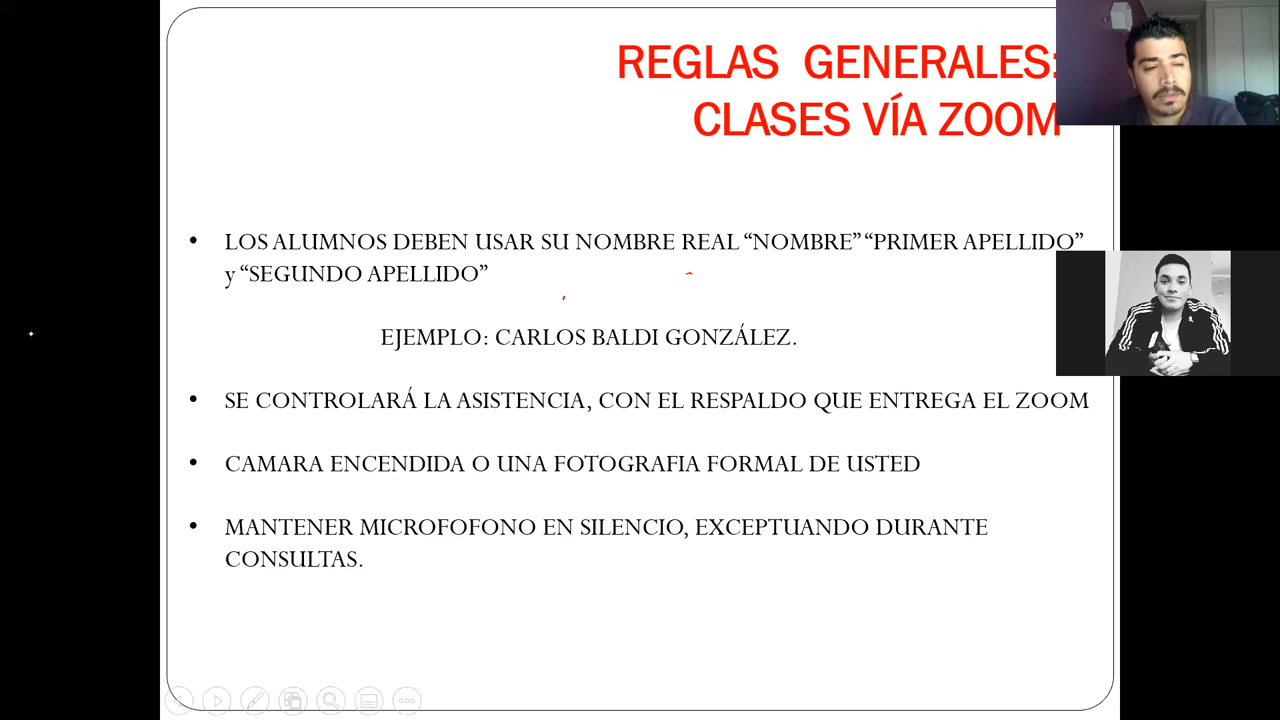 REGLAS GENERALES:
CLASES VÍA ZOOM
• LOS ALUMNOS DEBEN USAR SU NOMBRE REAL “NOMBRE” “PRIMER APELLIDO”
y “SEGUNDO APELLIDO”
EJEMPLO: CARLOS BALDI GONZÁLEZ.
• SE CONTROLARÁ LA ASISTENCIA, CON EL RESPALDO QUE ENTREGA EL ZOOM
• CAMARA ENCENDIDA O UNA FOTOGRAFIA FORMAL DE USTED
• MANTENER MICROFOFONO EN SILENCIO, EXCEPTUANDO DURANTE
CONSULTAS.